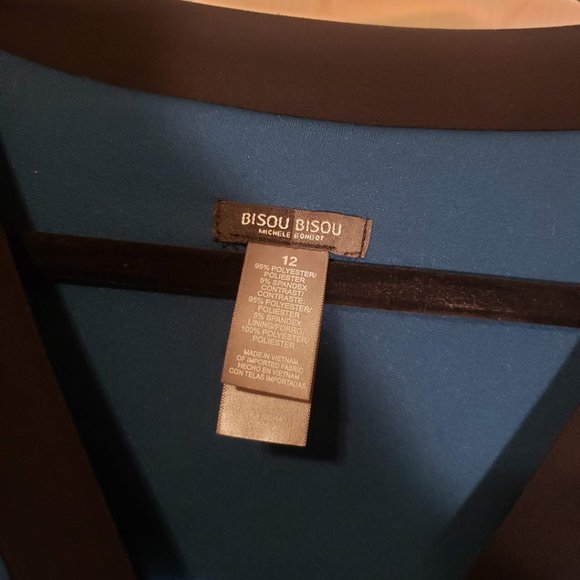 BISOU BISOU
MICHELE BOHBOT
12
95% POLYESTER/
POLIESTER
5% SPANDEX
CONTRAST/
CONTRASTE:
95% POLYESTER/
POLIESTER
5% SPANDEX
LINING/FORRO:
100% POLYESTER/
POLIESTER
MADE IN VIETNAM
OF IMPORTED FABRIC
HECHO EN VIETNAM
CON TELAS IMPORTADAS